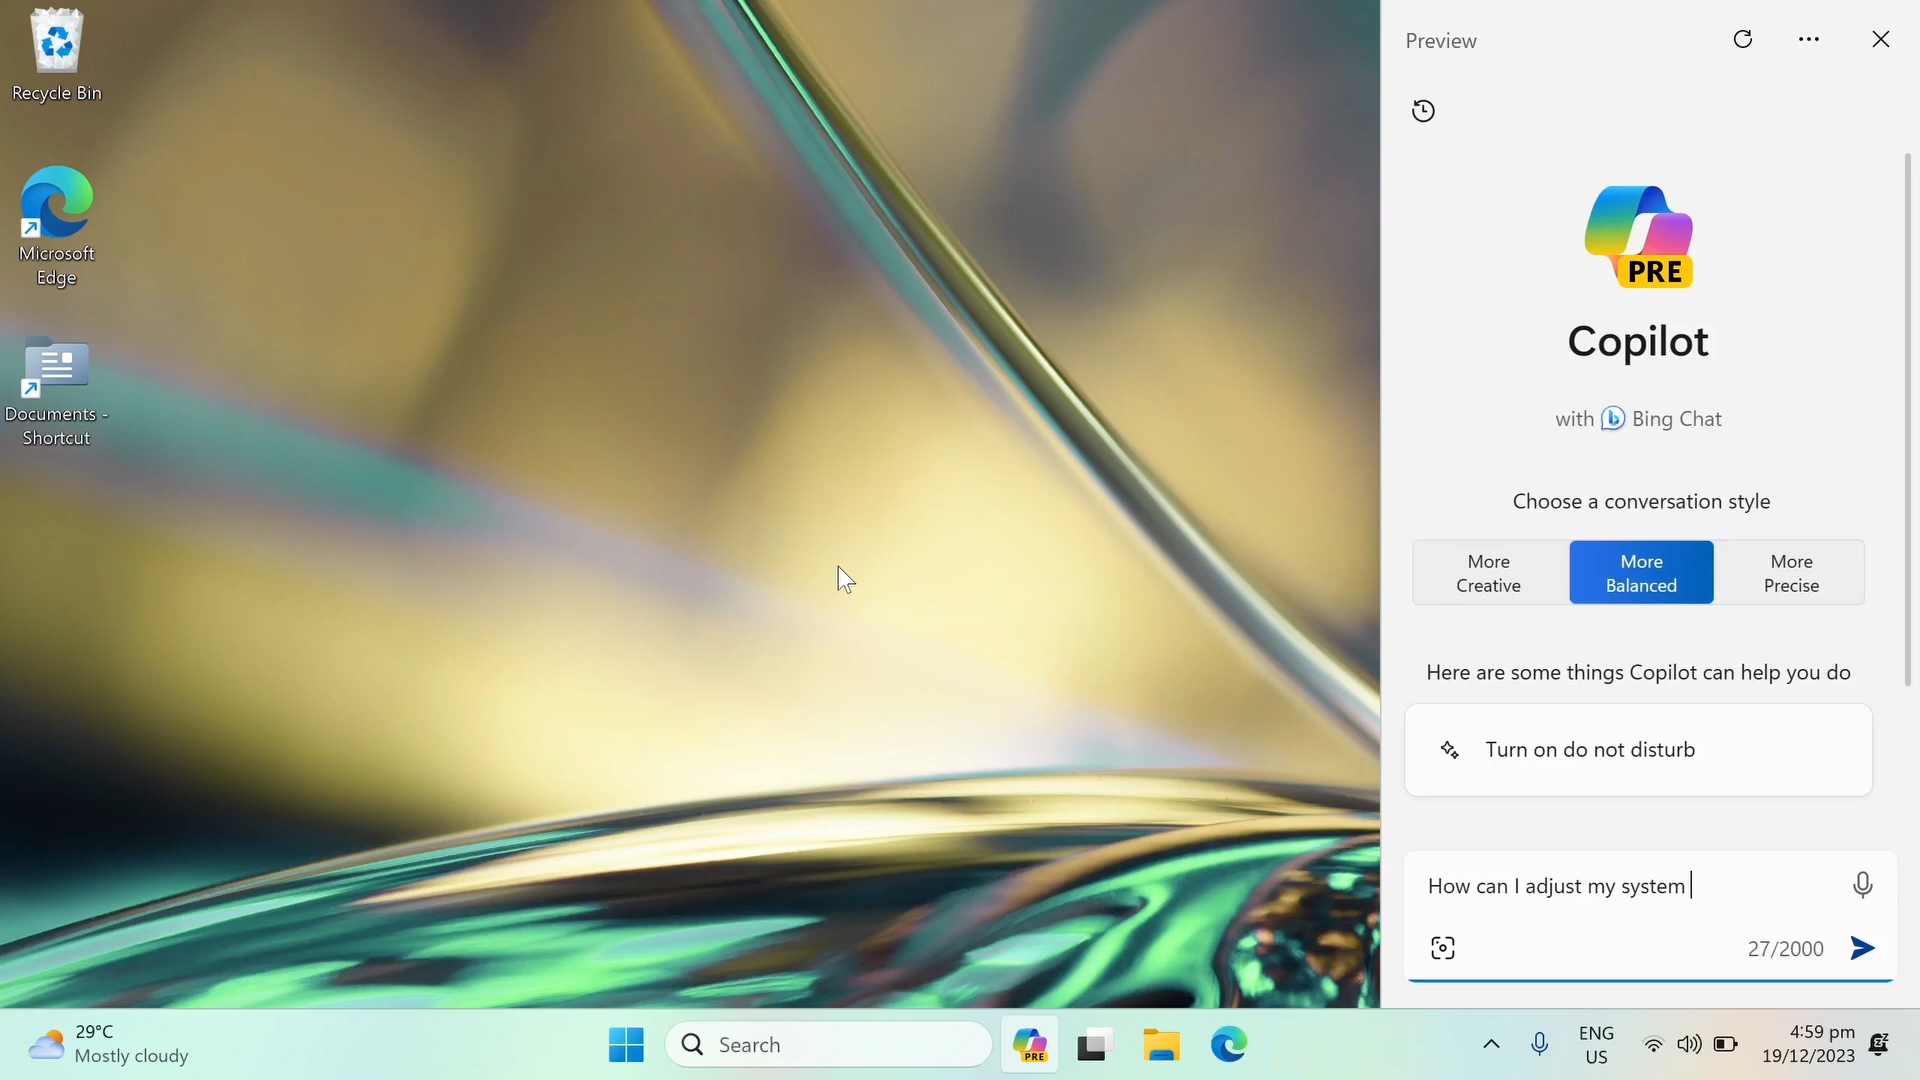 Recycle Bin
Microsoft
Edge
Documents -
Shortcut
Preview
PRE
Copilot
with Bing Chat
Choose a conversation style
More
Creative
More
Balanced
More
Precise
Here are some things Copilot can help you do
Turn on do not disturb
How can I adjust my system
27/2000
29°C
Mostly cloudy
Search
PRE
ENG
US
4:59 pm
19/12/2023